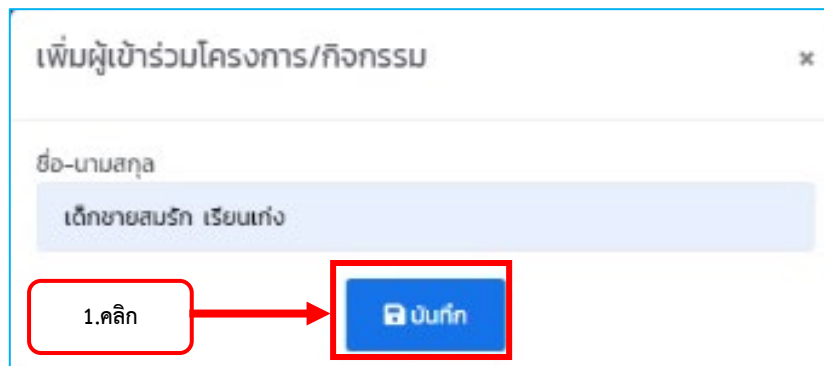 เพิ่มผู้เข้าร่วมโครงการ/กิจกรรม ×
ชื่อ-นามสกุล
เด็กชายสมรัก เรียนเก่ง
1.คลิก
บันทึก